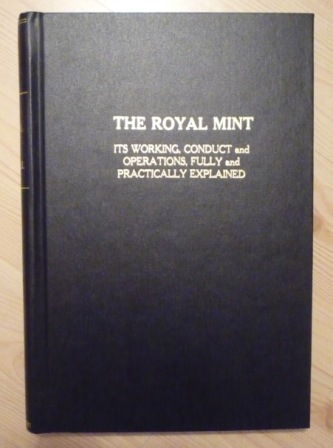 THE ROYAL MINT
ITS WORKING, CONDUCT and
OPERATIONS, FULLY and
PRACTICALLY EXPLAINED